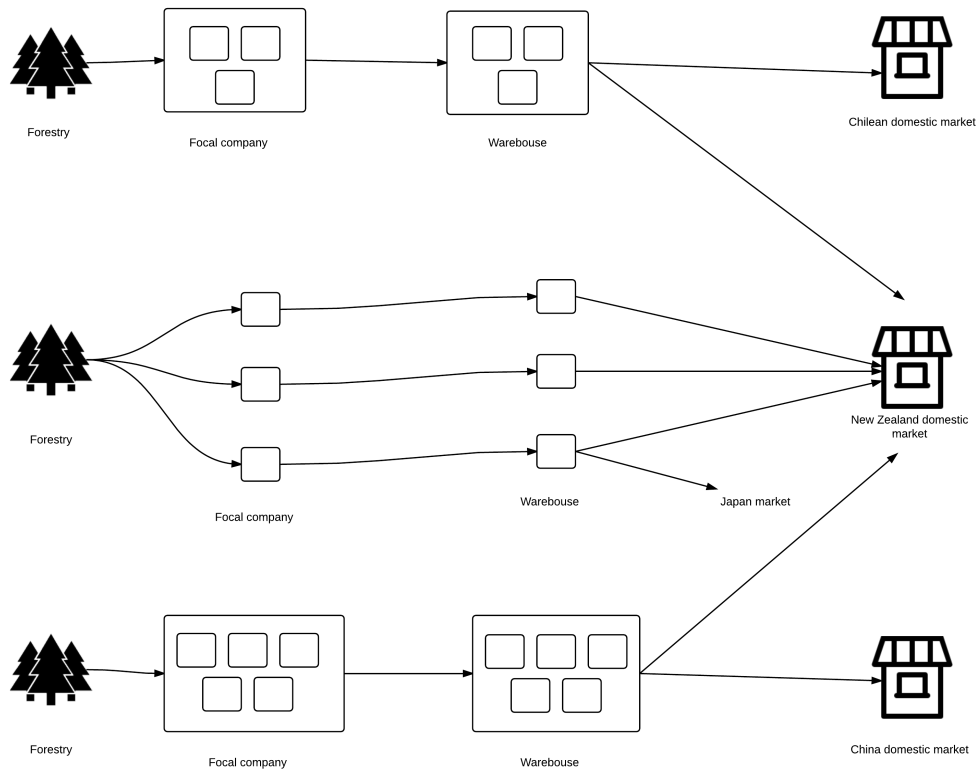 Forestry
Focal company
Warebouse
Chilean domestic market
Forestry
Focal company
Warebouse
Japan market
New Zealand domestic
market
Forestry
Focal company
Warebouse
China domestic market